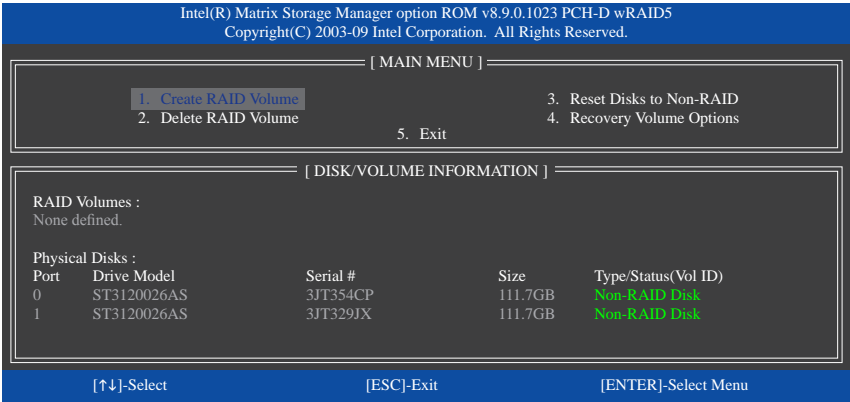 Intel(R) Matrix Storage Manager option ROM v8.9.0.1023 PCH-D wRAID5
Copyright(C) 2003-09 Intel Corporation. All Rights Reserved.
[ MAIN MENU ]
1. Create RAID Volume 3. Reset Disks to Non-RAID
2. Delete RAID Volume 4. Recovery Volume Options
5. Exit
[ DISK/VOLUME INFORMATION ]
RAID Volumes :
None defined.
Physical Disks :
Port Drive Model Serial # Size Type/Status(Vol ID)
0 ST3120026AS 3JT354CP 111.7GB Non-RAID Disk
1 ST3120026AS 3JT329JX 111.7GB Non-RAID Disk
[↑↓]-Select [ESC]-Exit [ENTER]-Select Menu